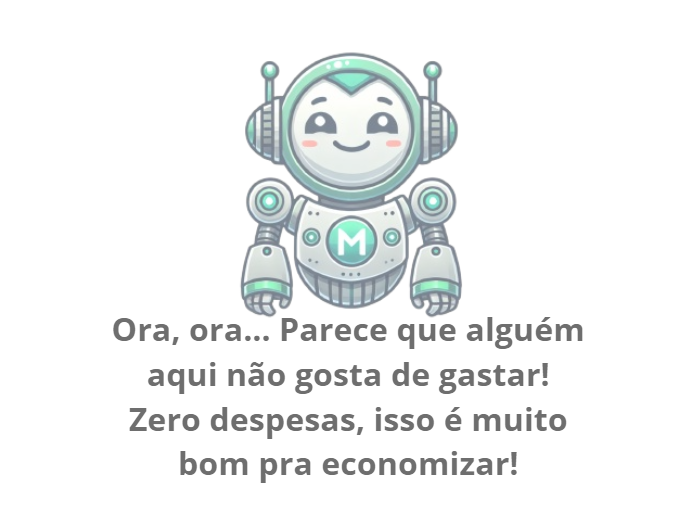 M
Ora, ora... Parece que alguém
aqui não gosta de gastar!
Zero despesas, isso é muito
bom pra economizar!